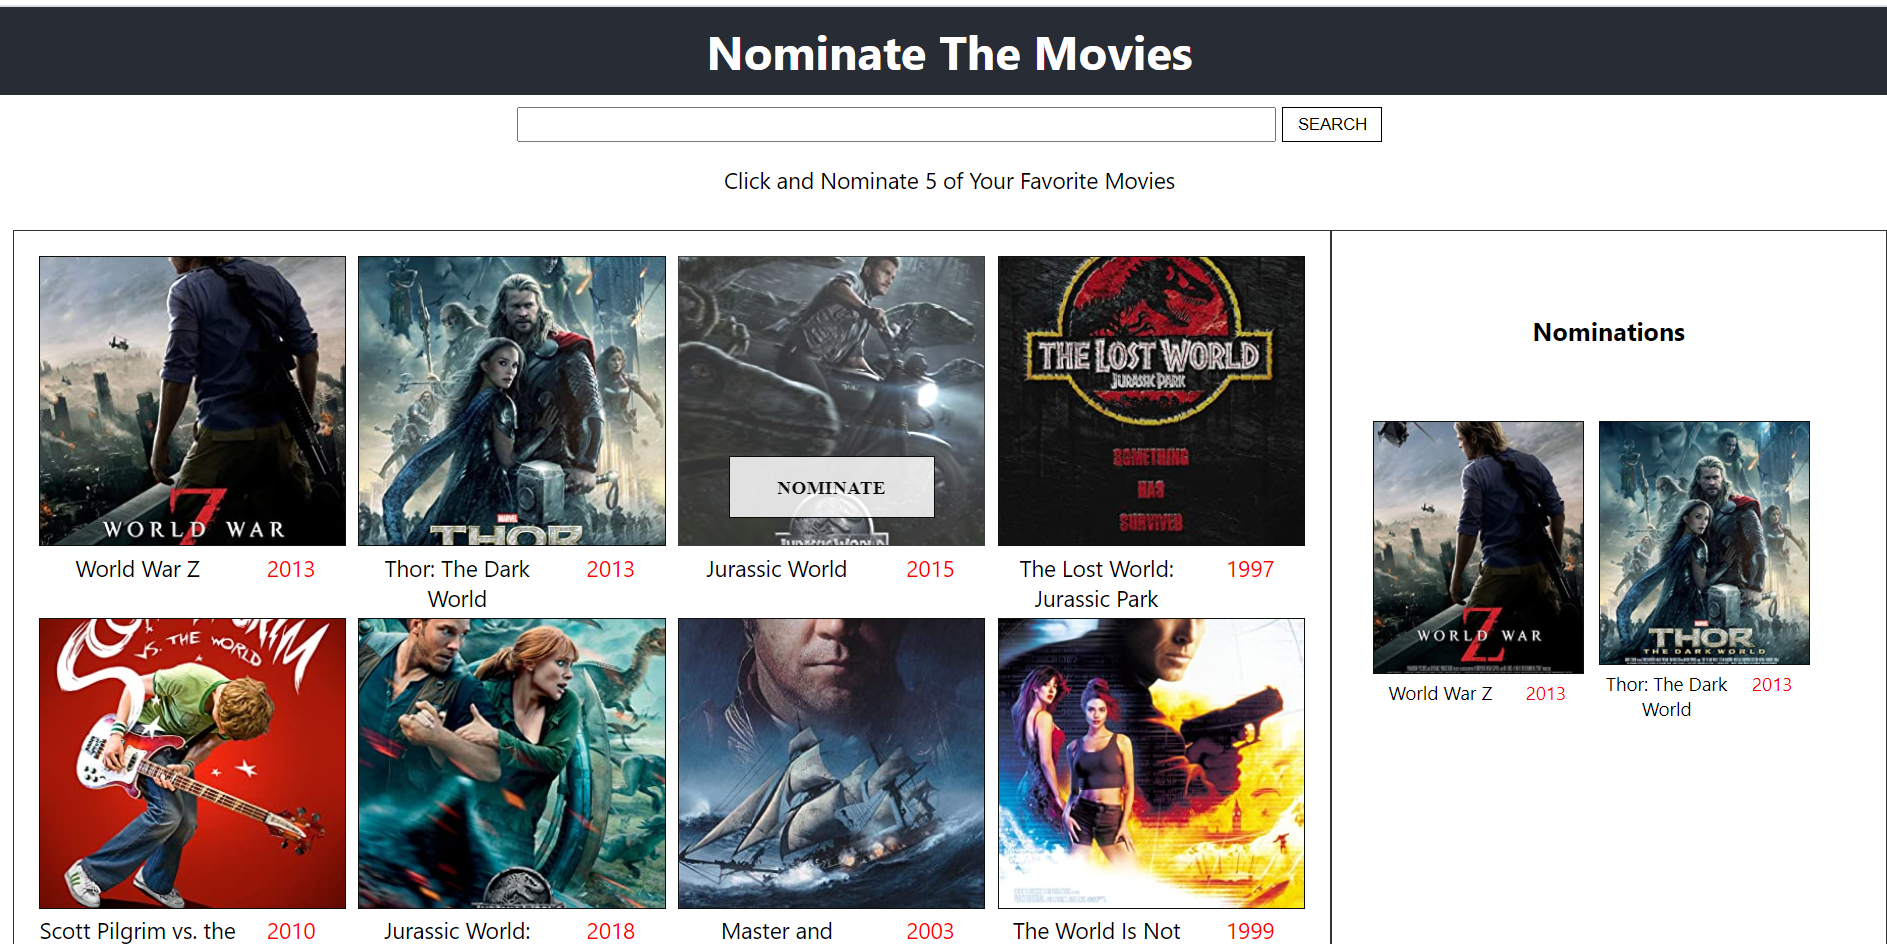 Nominate The Movies
SEARCH
Click and Nominate 5 of Your Favorite Movies
Z
WORLD WAR
World War Z 2013
MARVEL
THOR
Thor: The Dark 2013
World
NOMINATE
JURASSIC WORLD
Jurassic World 2015
THE LOST WORLD
JURASSIC PARK
SOMETHING
HAS
SURVIVED
The Lost World: 1997
Jurassic Park
VS. THE WORLD
Scott Pilgrim vs. the 2010
Jurassic World: 2018
Master and 2003
The World Is Not 1999
Nominations
Z
WORLD WAR
World War Z 2013
MARVEL
THOR
THE DARK WORLD
Thor: The Dark 2013
World